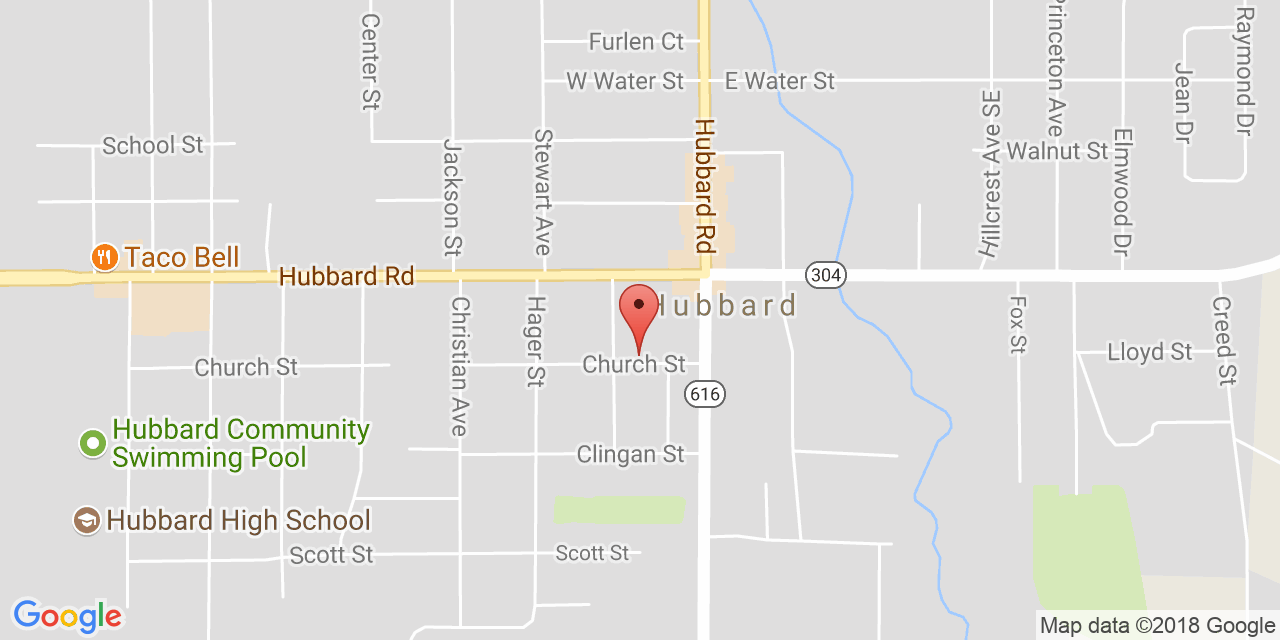 Center St
Furlen Ct
W Water St
E Water St
Princeton Ave
Raymond Dr
Jean Dr
School St
Jackson St
Stewart Ave
Hubbard Rd
Hillcrest Ave SE
Walnut St
Elmwood Dr
Taco Bell
Hubbard Rd
304
Hubbard
Christian Ave
Hager St
Church St
Church St
616
Fox St
Lloyd St
Creed St
Hubbard Community
Swimming Pool
Clingan St
Hubbard High School
Scott St
Scott St
Google
Map data ©2018 Google